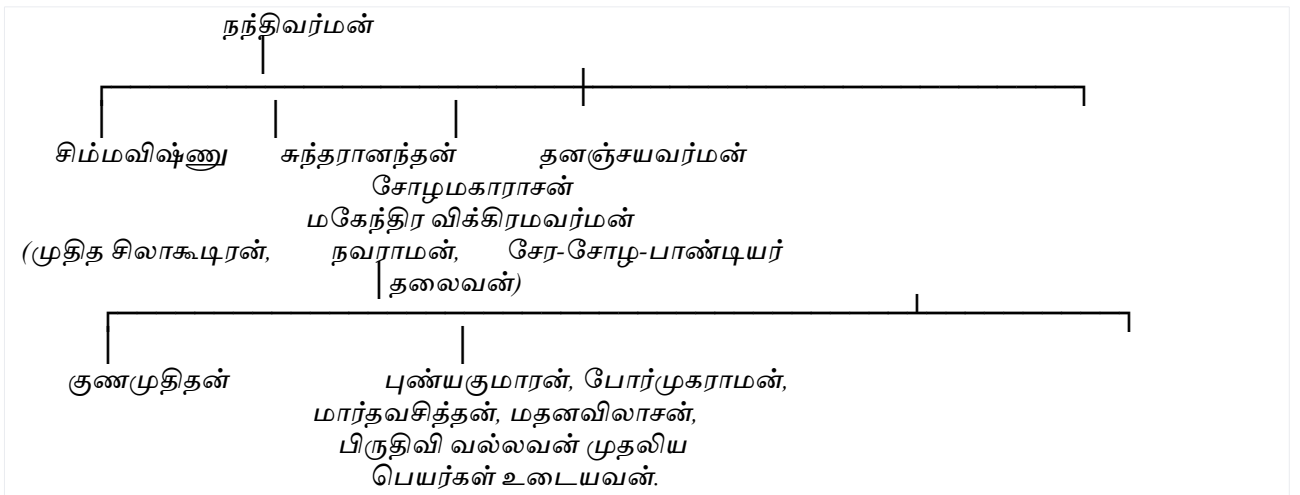 நந்திவர்மன்
சிம்மவிஷ்ணு சுந்தரானந்தன் தனஞ்சயவர்மன்
சோழமகாராசன்
மகேந்திர விக்கிரமவர்மன்
(முதித சிலாகூடிரன், நவராமன், சேர-சோழ-பாண்டியர்
தலைவன்)
குணமுதிதன் புண்யகுமாரன், போர்முகராமன்,
மார்தவசித்தன், மதனவிலாசன்,
பிருதிவி வல்லவன் முதலிய
பெயர்கள் உடையவன்.